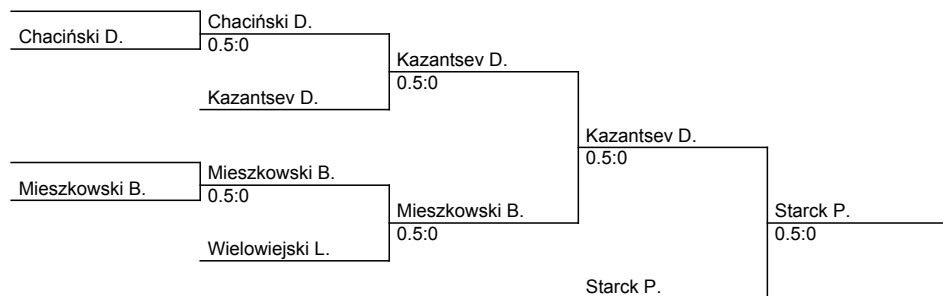 Chaciński D.
Chaciński D.
0.5:0
Kazantsev D.
0.5:0
Kazantsev D.
Kazantsev D.
0.5:0
Mieszkowski B.
Mieszkowski B.
0.5:0
Mieszkowski B.
0.5:0
Starck P.
0.5:0
Wielowiejski L.
Starck P.